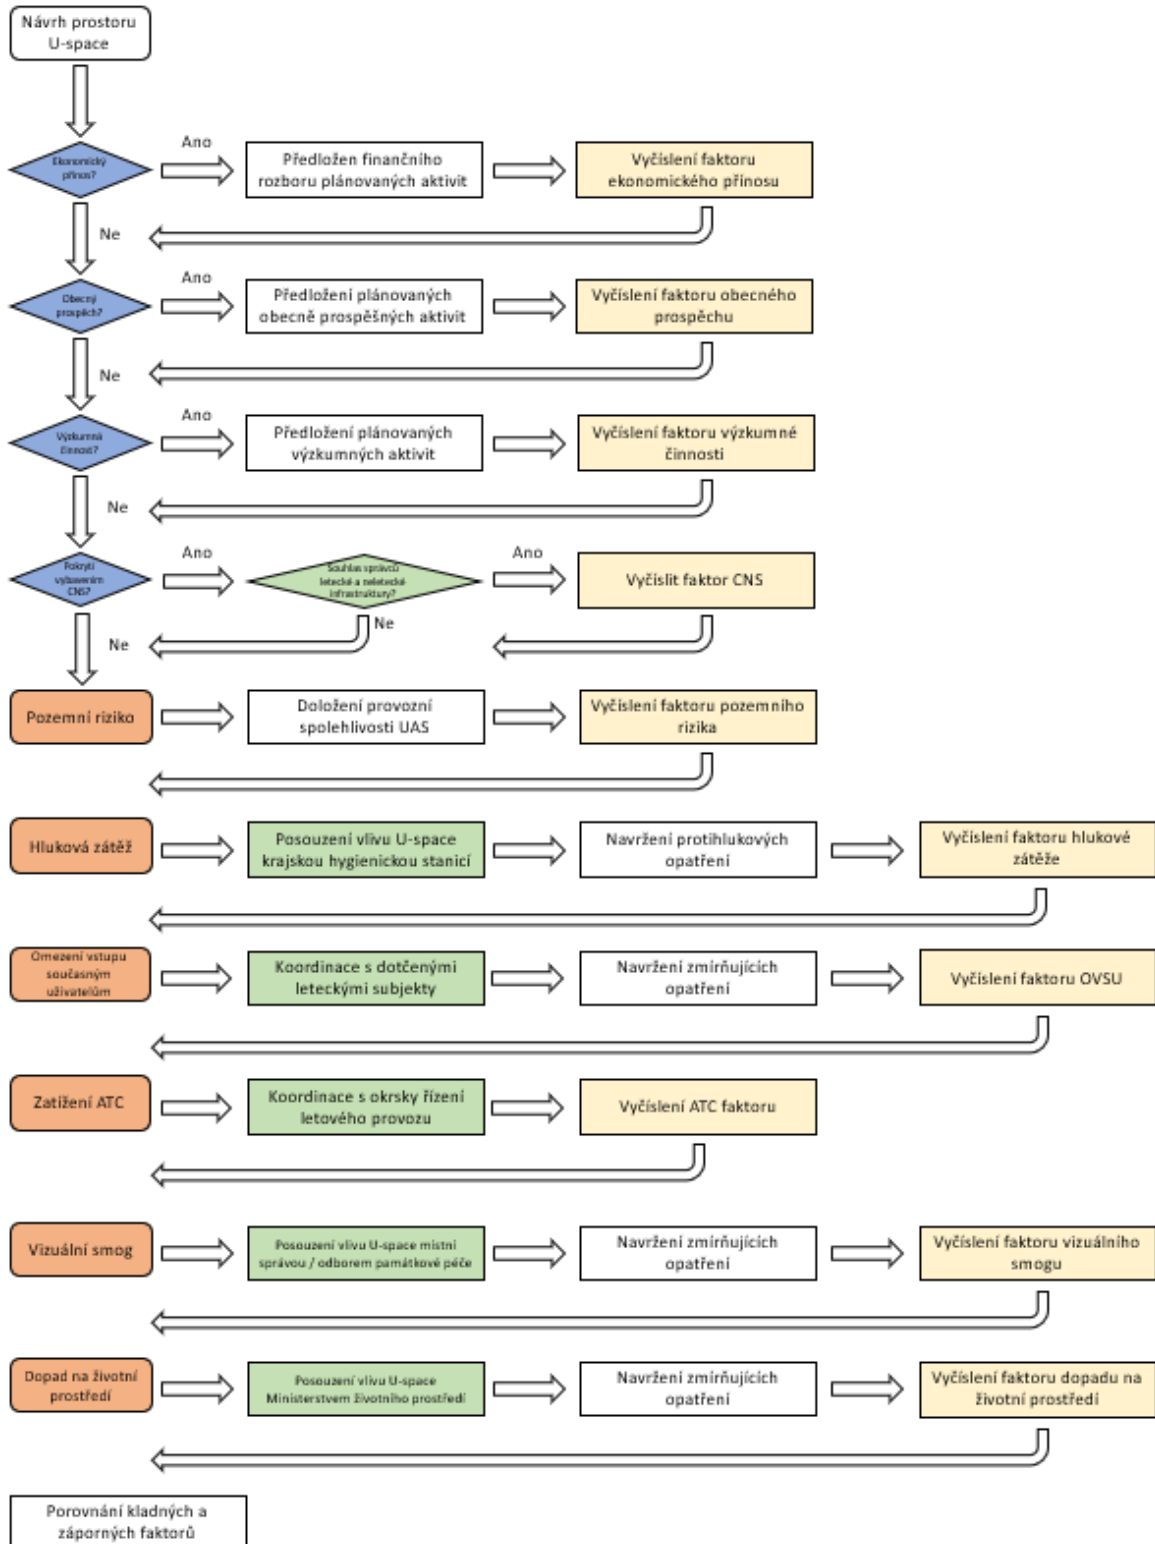 Návrh prostoru
U-space
Ano
Ekonomický
přínos?
Předložen finančního
rozboru plánovaných aktivit
Vyčíslení faktoru
ekonomického přínosu
Ne
Ano
Obecný
prospěch?
Předložení plánovaných
obecně prospěšných aktivit
Vyčíslení faktoru obecného
prospěchu
Ne
Ano
Výzkumná
činnost?
Předložení plánovaných
výzkumných aktivit
Vyčíslení faktoru výzkumné
činnosti
Ne
Ano
Ano
Pokrytí
vybavením
CNS?
Souhlas správců
letecké a neletecké
infrastruktury?
Vyčíslit faktor CNS
Ne
Ne
Pozemní riziko
Doložení provozní
spolehlivosti UAS
Vyčíslení faktoru pozemního
rizika
Hluková zátěž
Posouzení vlivu U-space
krajskou hygienickou stanicí
Navržení protihlukových
opatření
Vyčíslení faktoru hlukové
zátěže
Omezení vstupu
současným
uživatelům
Koordinace s dotčenými
leteckými subjekty
Navržení zmírňujících
opatření
Vyčíslení faktoru OVSU
Zatížení ATC
Koordinace s okrsky řízení
letového provozu
Vyčíslení ATC faktoru
Vizuální smog
Posouzení vlivu U-space místní
správou / odborem památkové péče
Navržení zmírňujících
opatření
Vyčíslení faktoru vizuálního
smogu
Dopad na životní
prostředí
Posouzení vlivu U-space
Ministerstvem životního prostředí
Navržení zmírňujících
opatření
Vyčíslení faktoru dopadu na
životní prostředí
Porovnání kladných a
záporných faktorů